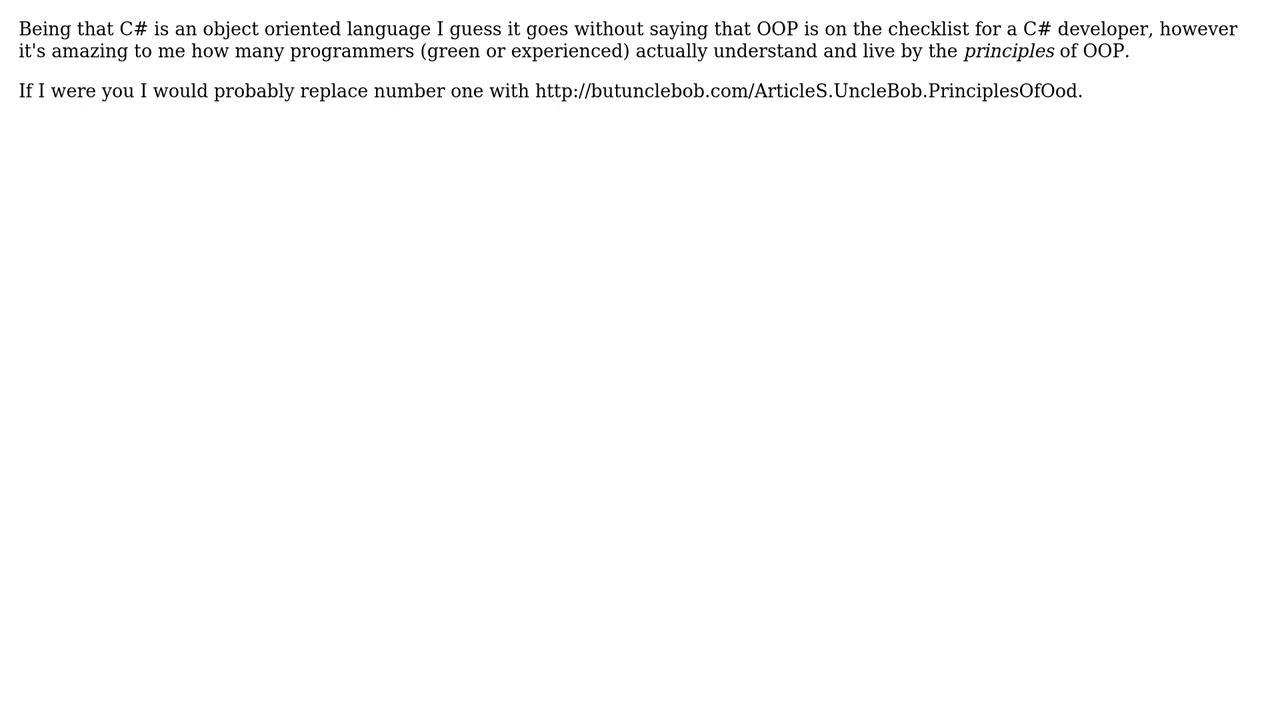 Being that C# is an object oriented language I guess it goes without saying that OOP is on the checklist for a C# developer, however
it's amazing to me how many programmers (green or experienced) actually understand and live by the principles of OOP.
If I were you I would probably replace number one with http://butunclebob.com/ArticleS.UncleBob.PrinciplesOfOod.